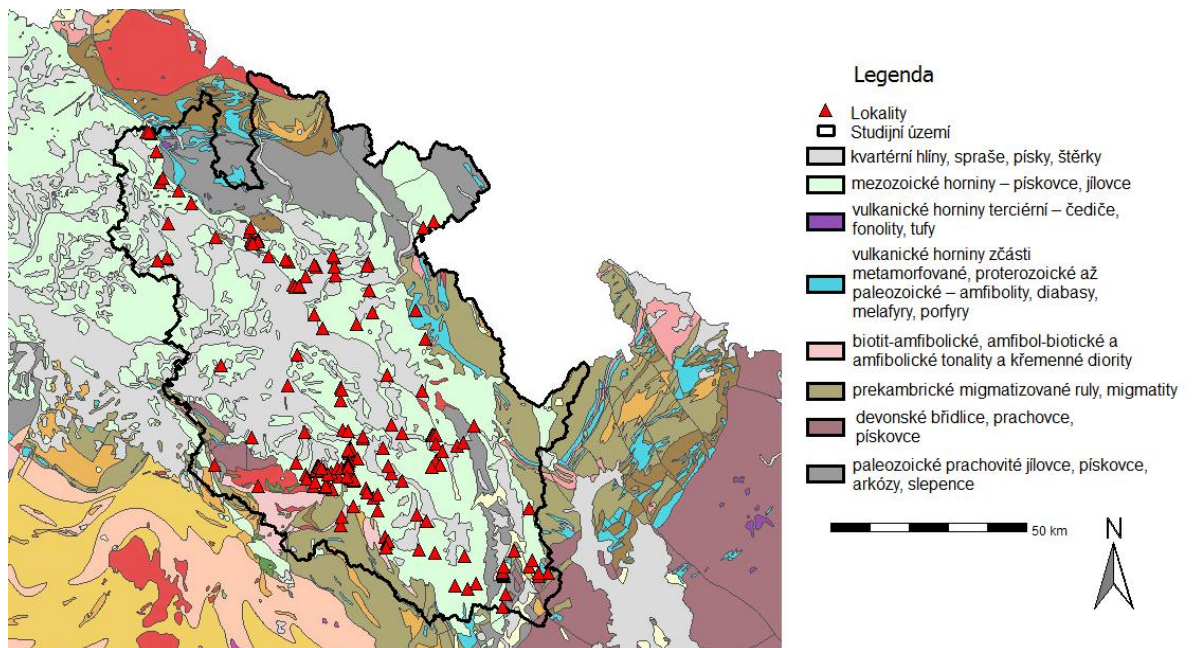 Legenda
Lokality
Studijní území
kvartérní hlíny, spraše, písky, štěrky
mezozoické horniny – pískovce, jílovce
vulkanické horniny terciérní – čediče,
fonolity, tufy
vulkanické horniny zčásti
metamorfované, proterozoické až
paleozoické – amfibolity, diabasy,
melafyry, porfyry
biotit-amfibolické, amfibol-biotické a
amfibolické tonality a křemenné diority
prekambrické migmatizované ruly, migmatity
devonské břidlice, prachovce,
pískovce
paleozoické prachovité jílovce, pískovce,
arkózy, slepence
50 km
N